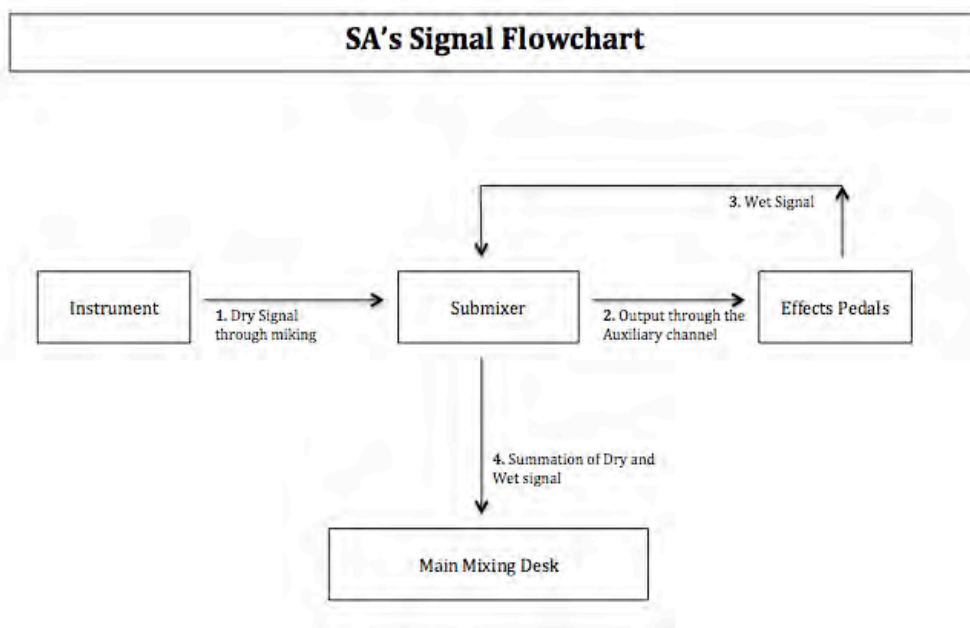 SA's Signal Flowchart
3. Wet Signal
Instrument
1. Dry Signal
through miking
Submixer
2. Output through the
Auxiliary channel
Effects Pedals
4. Summation of Dry and
Wet signal
Main Mixing Desk